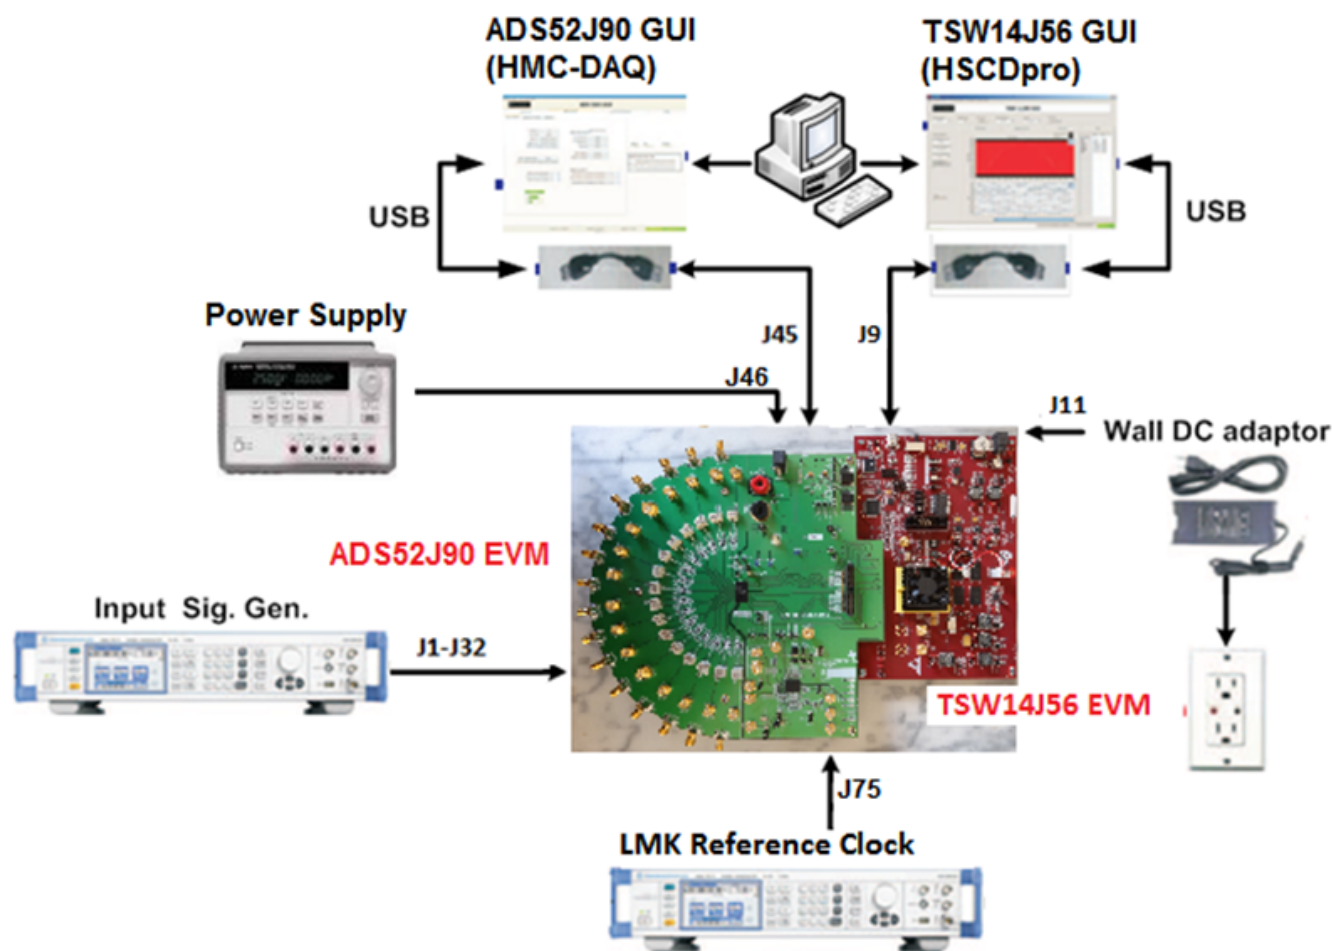 ADS52J90 GUI
(HMC-DAQ)
TSW14J56 GUI
(HSCDpro)
USB
USB
Power Supply
J45
J9
J46
J11
Wall DC adaptor
ADS52J90 EVM
Input Sig. Gen.
J1-J32
TSW14J56 EVM
J75
LMK Reference Clock